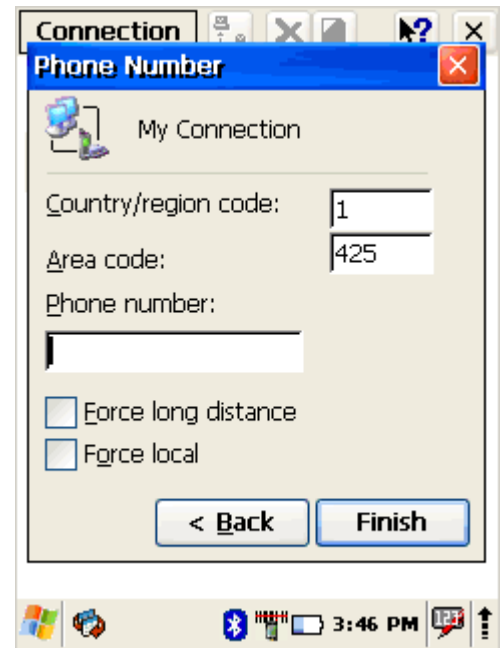 Connection
Phone Number
My Connection
Country/region code: 1
Area code: 425
Phone number:
Force long distance
Force local
< Back Finish
3:46 PM